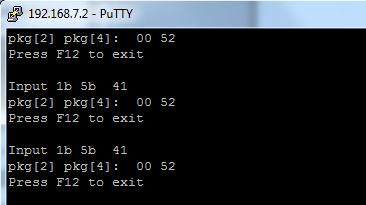 192.168.7.2 - PuTTY
pkg[2] pkg[4]:  00 52
Press F12 to exit
Input 1b 5b  41
pkg[2] pkg[4]:  00 52
Press F12 to exit
Input 1b 5b  41
pkg[2] pkg[4]:  00 52
Press F12 to exit